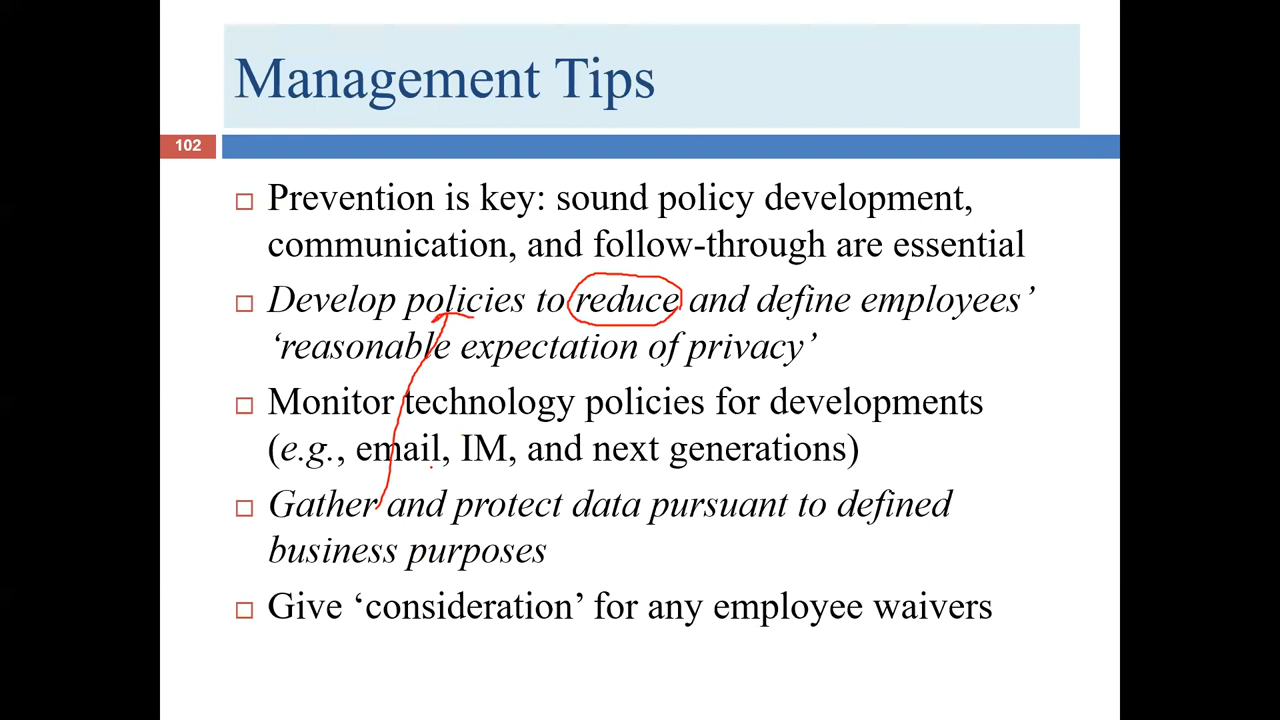 Management Tips
102
Prevention is key: sound policy development,
communication, and follow-through are essential
Develop policies to reduce and define employees’
‘reasonable expectation of privacy’
Monitor technology policies for developments
(e.g., email, IM, and next generations)
Gather and protect data pursuant to defined
business purposes
Give ‘consideration’ for any employee waivers